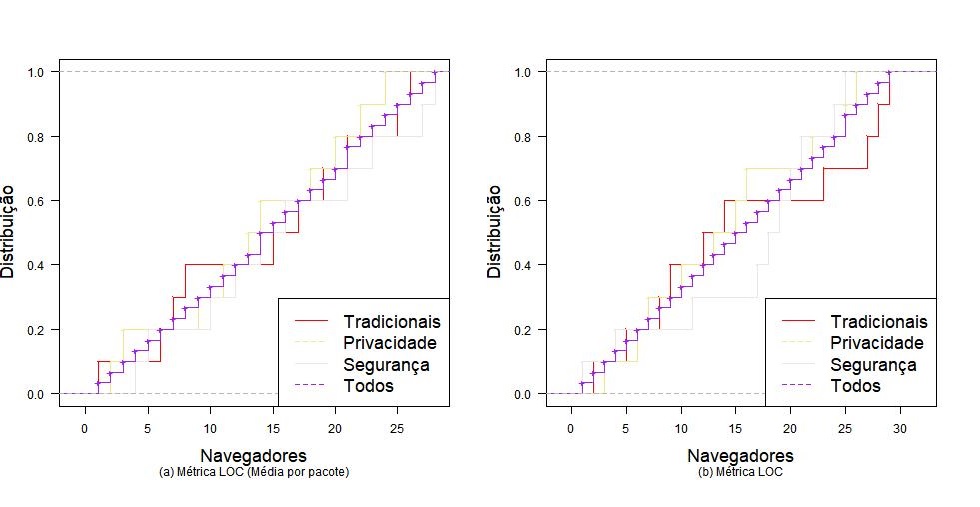 Distribuição
1.0
0.8
0.6
0.4
0.2
0.0
0 5 10 15 20 25
Tradicionais
Privacidade
Segurança
Todos
Navegadores
(a) Métrica LOC (Média por pacote)
Distribuição
1.0
0.8
0.6
0.4
0.2
0.0
0 5 10 15 20 25 30
Tradicionais
Privacidade
Segurança
Todos
Navegadores
(b) Métrica LOC